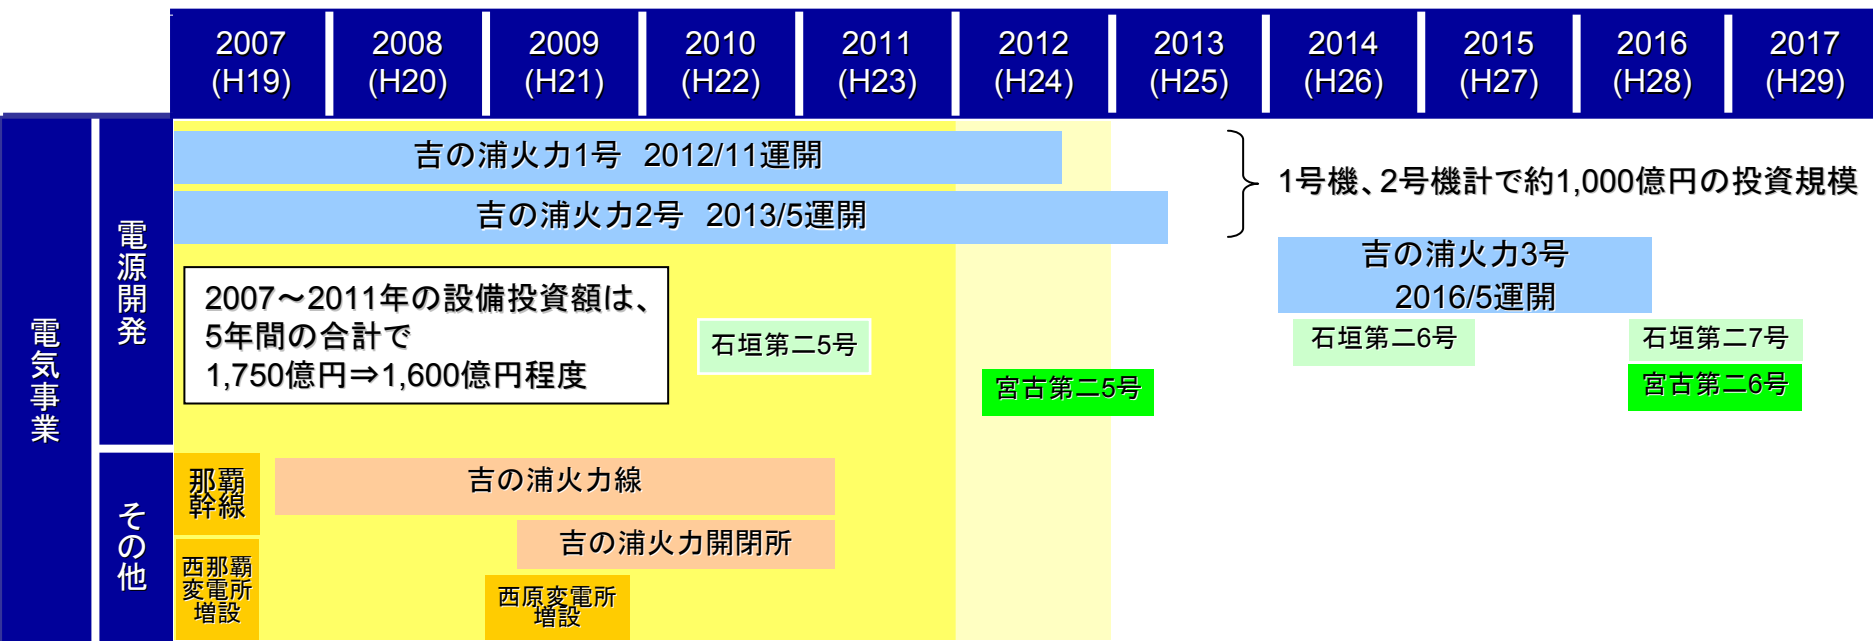 2007
(H19)
2008
(H20)
2009
(H21)
2010
(H22)
2011
(H23)
2012
(H24)
2013
(H25)
2014
(H26)
2015
(H27)
2016
(H28)
2017
(H29)
電気事業
電源開発
吉の浦火力1号　2012/11運開
吉の浦火力2号　2013/5運開
1号機、2号機計で約1,000億円の投資規模
吉の浦火力3号
2016/5運開
2007～2011年の設備投資額は、
5年間の合計で
1,750億円⇒1,600億円程度
石垣第二5号
石垣第二6号
石垣第二7号
宮古第二5号
宮古第二6号
その他
那覇
幹線
吉の浦火力線
吉の浦火力開閉所
西那覇
変電所
増設
西原変電所
増設